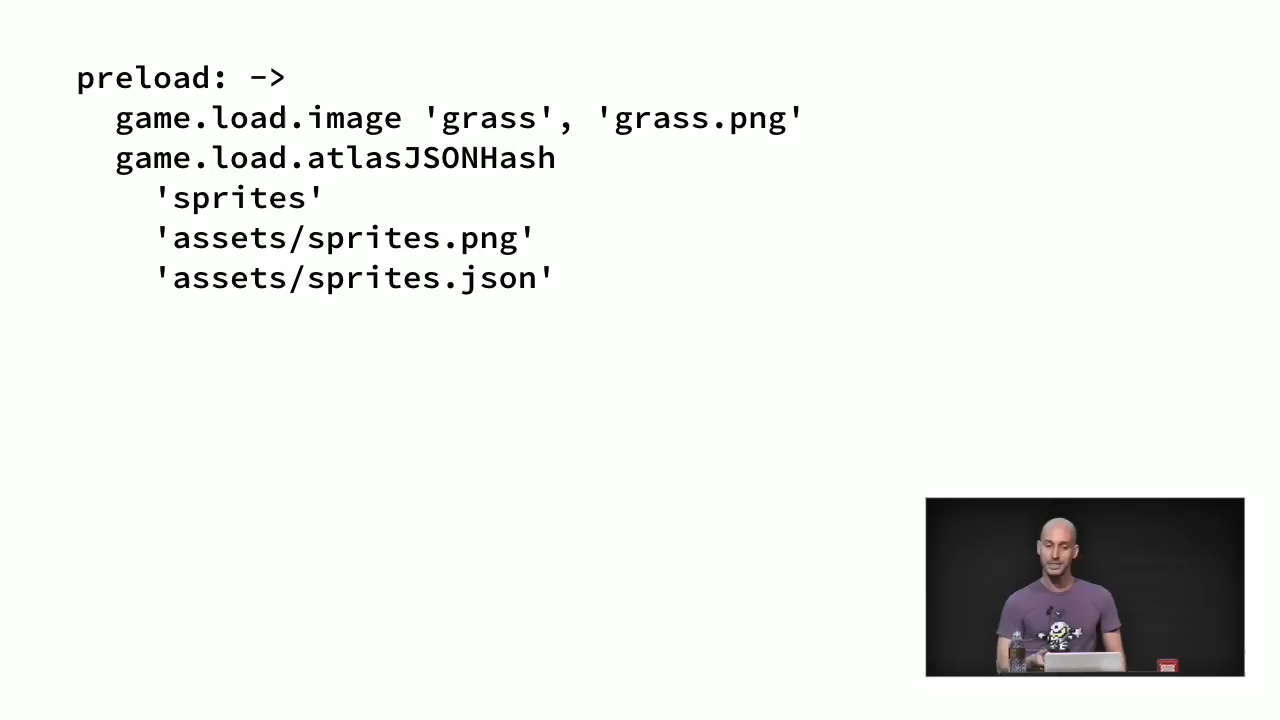 preload: ->
game.load.image 'grass', 'grass.png'
game.load.atlasJSONHash
'sprites'
'assets/sprites.png'
'assets/sprites.json'